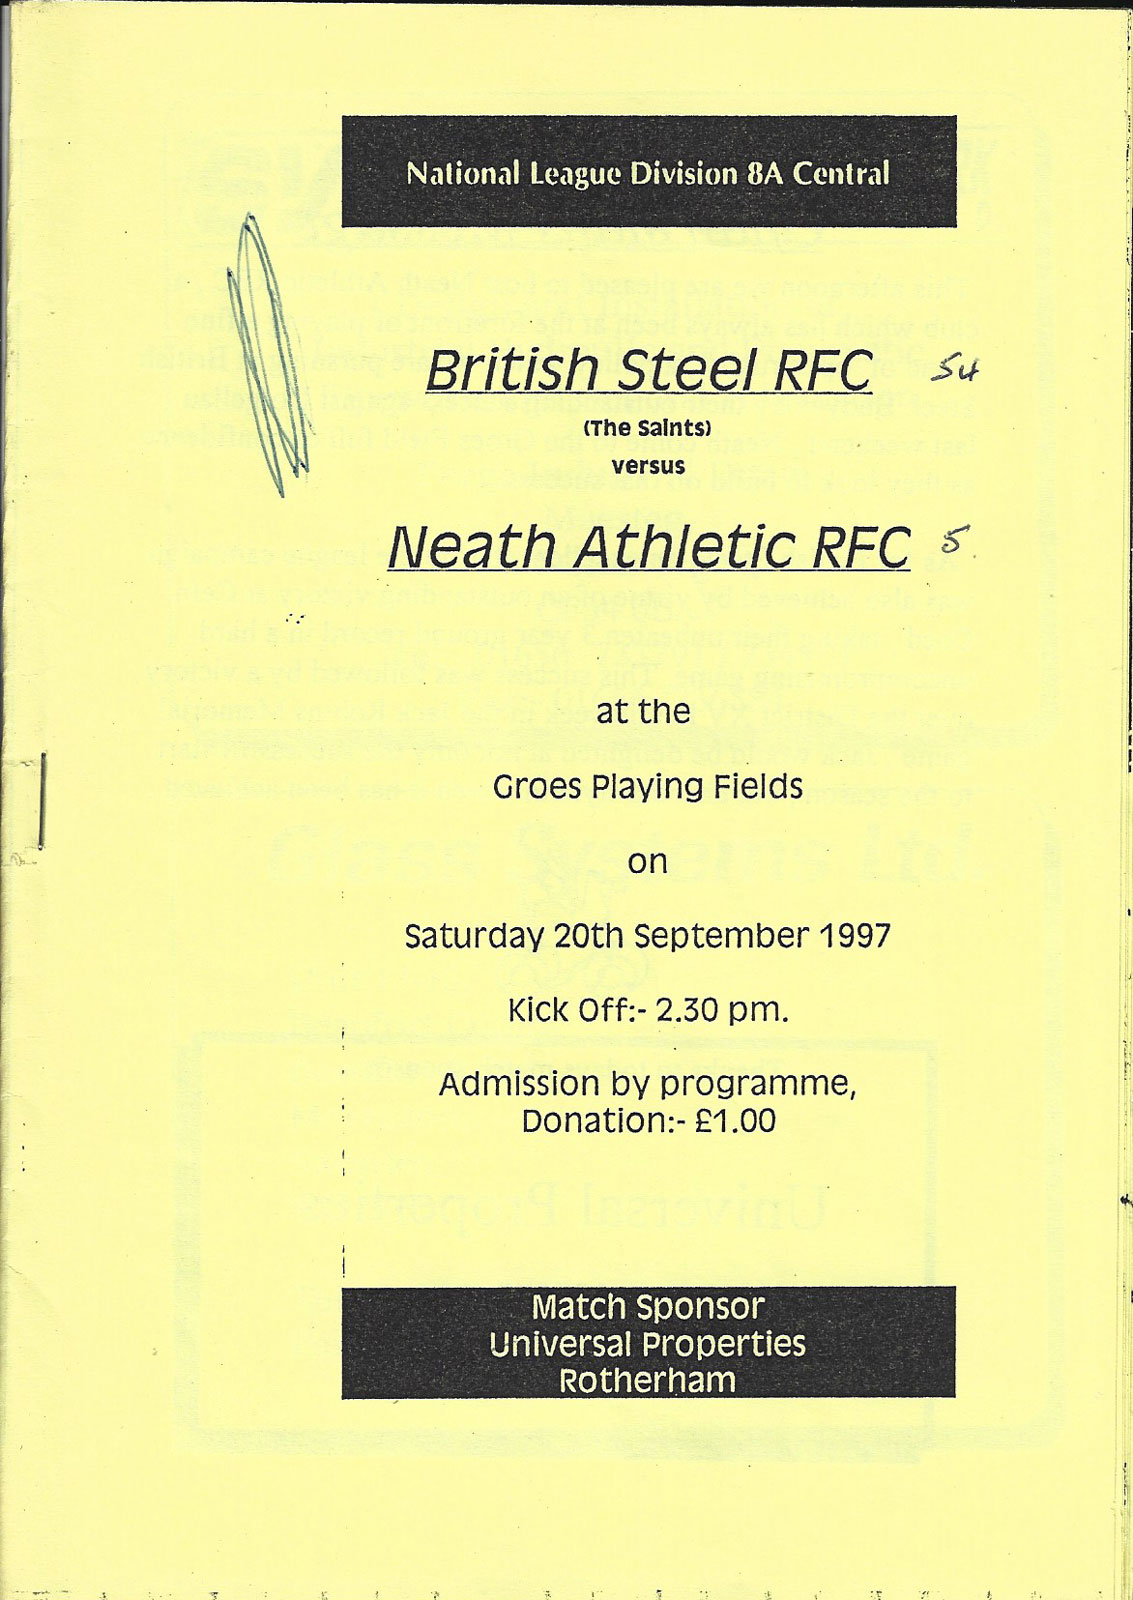 National League Division 8A Central
British Steel RFC 54
(The Saints)
versus
Neath Athletic RFC 5
at the
Groes Playing Fields
on
Saturday 20th September 1997
Kick Off:- 2.30 pm.
Admission by programme,
Donation:- £1.00
Match Sponsor
Universal Properties
Rotherham